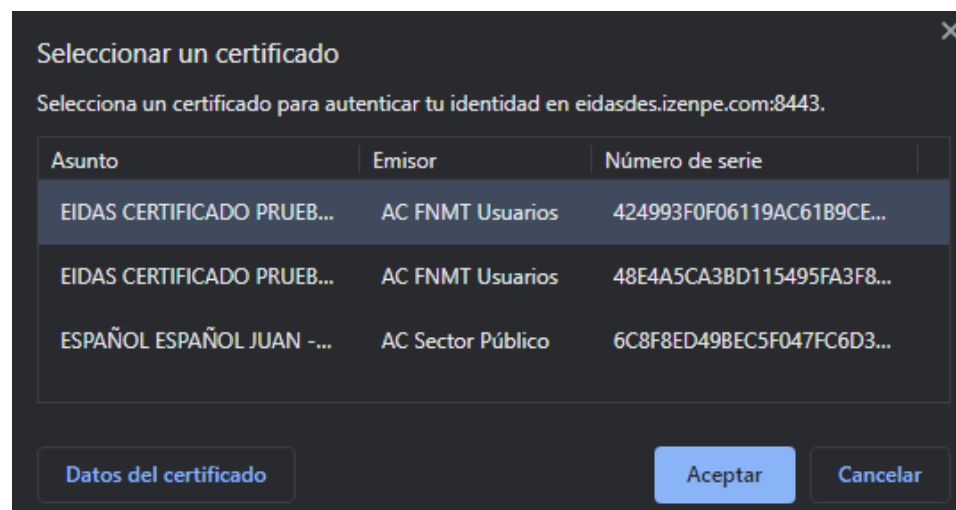 Seleccionar un certificado
Selecciona un certificado para autenticar tu identidad en eidasdes.izenpe.com:8443.
Asunto Emisor Número de serie
EIDAS CERTIFICADO PRUEB... AC FNMT Usuarios 424993F0F06119AC61B9CE...
EIDAS CERTIFICADO PRUEB... AC FNMT Usuarios 48E4A5CA3BD115495FA3F8...
ESPAÑOL ESPAÑOL JUAN -... AC Sector Público 6C8F8ED49BEC5F047FC6D3...
Datos del certificado Aceptar Cancelar